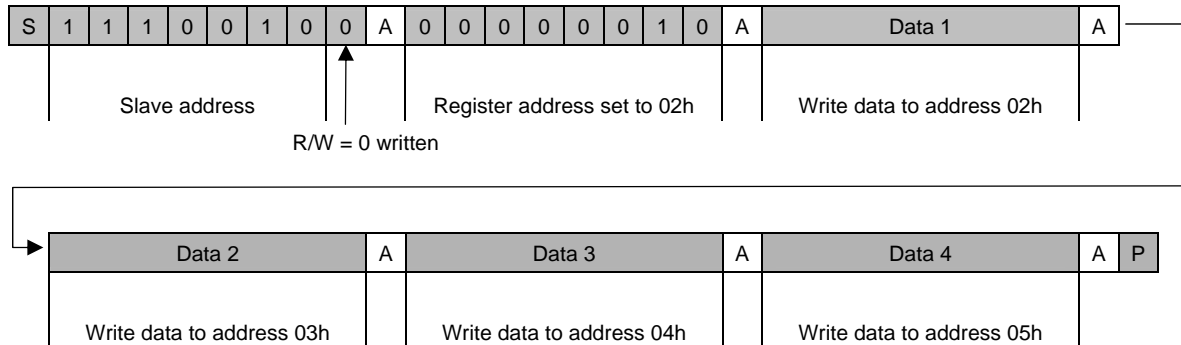 S 1 1 1 0 0 1 0 0 A 0 0 0 0 0 0 1 0 A Data 1 A
Slave address Register address set to 02h Write data to address 02h
R/W = 0 written
Data 2 A Data 3 A Data 4 A P
Write data to address 03h Write data to address 04h Write data to address 05h